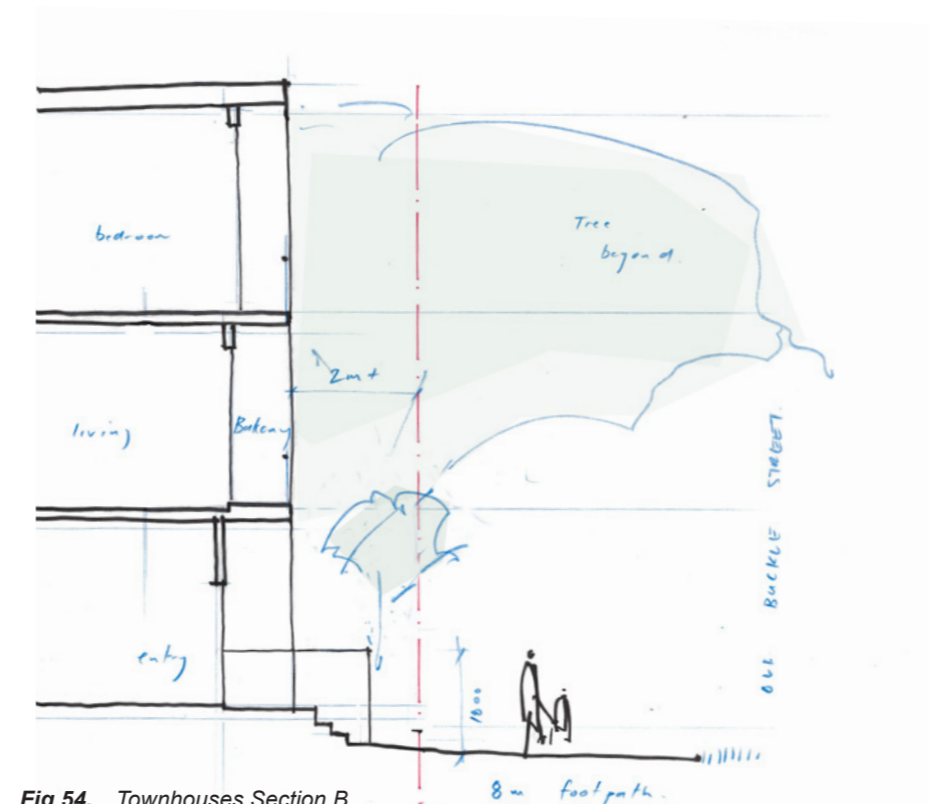 bedroom
Tree
beyond.
2m+
living
Balcony
OLD BUCKLE STREET.
entry
1800
8m footpath.
Fig 54. Townhouses Section B